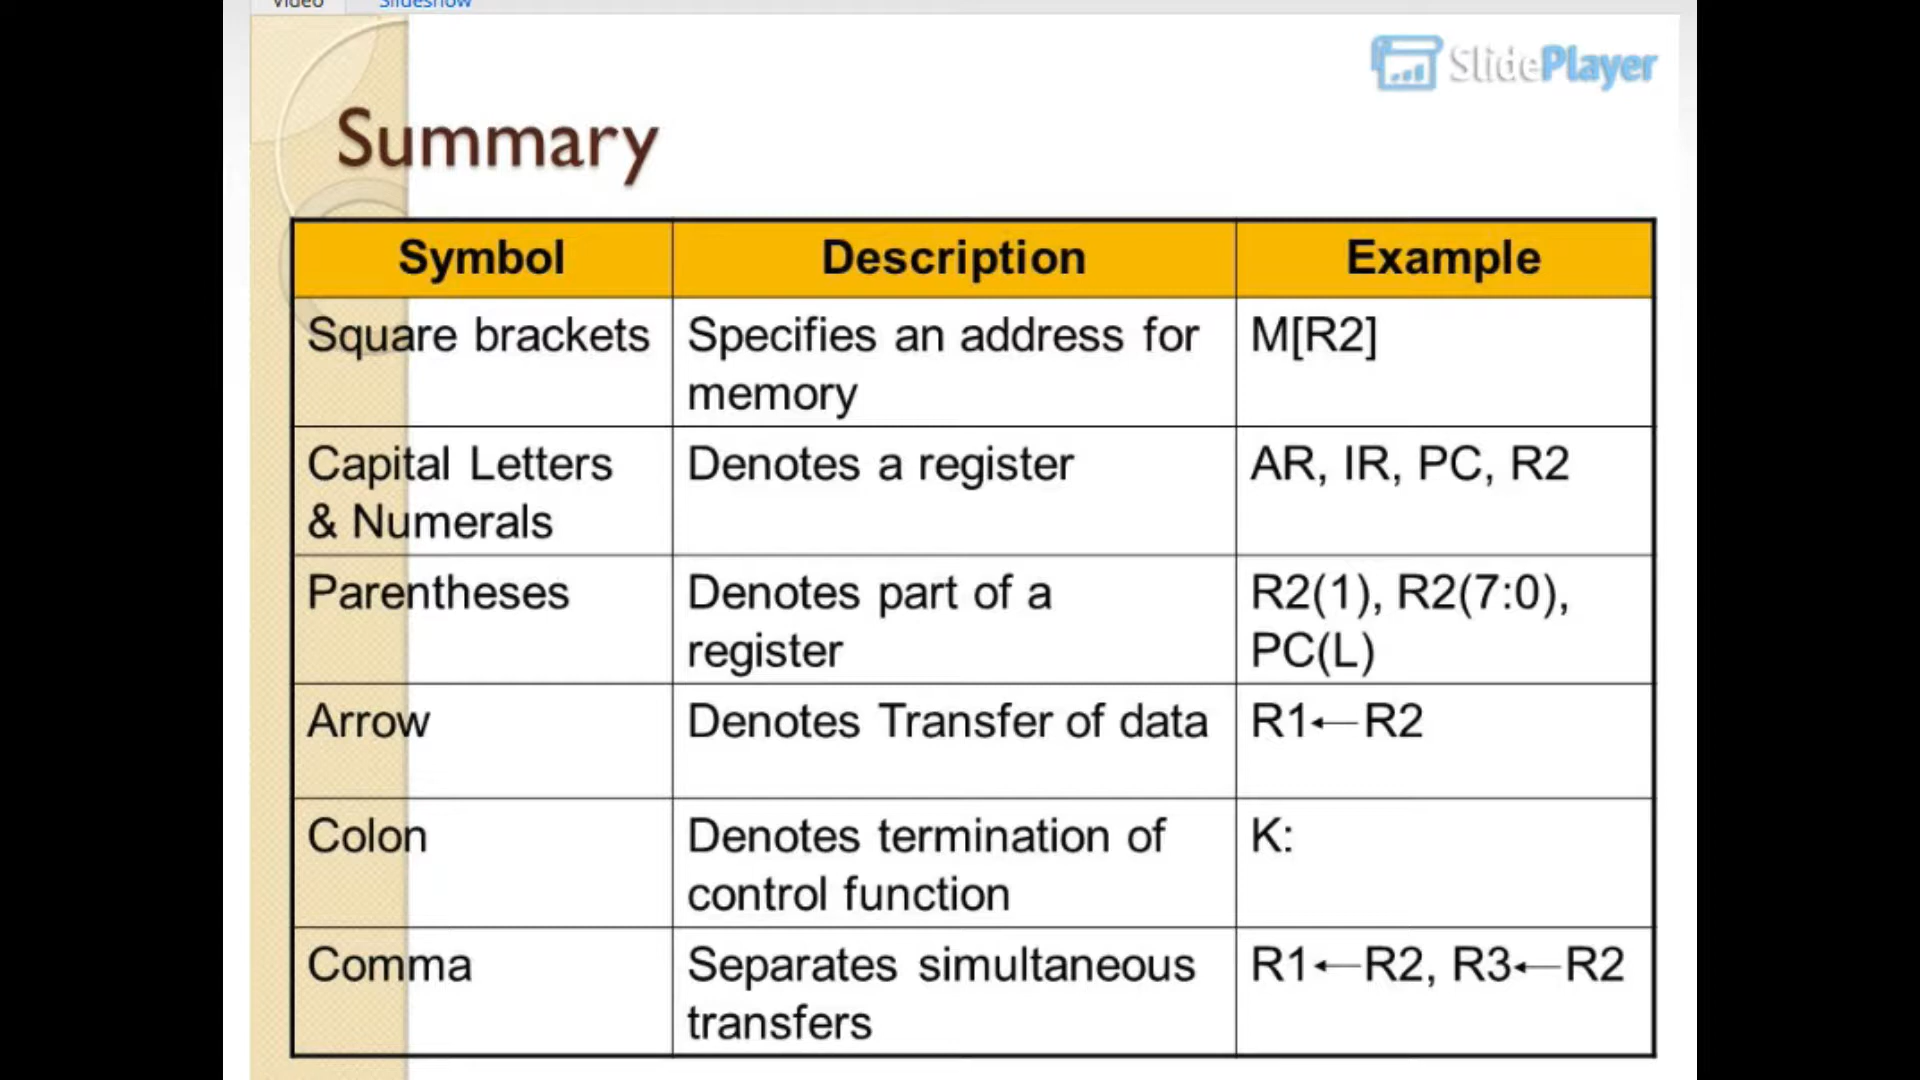 Video Slideshow
SlidePlayer
Summary
Symbol Description Example
Square brackets Specifies an address for M[R2]
memory
Capital Letters Denotes a register AR, IR, PC, R2
& Numerals
Parentheses Denotes part of a R2(1), R2(7:0),
register PC(L)
Arrow Denotes Transfer of data R1←R2
Colon Denotes termination of K:
control function
Comma Separates simultaneous R1←R2, R3←R2
transfers